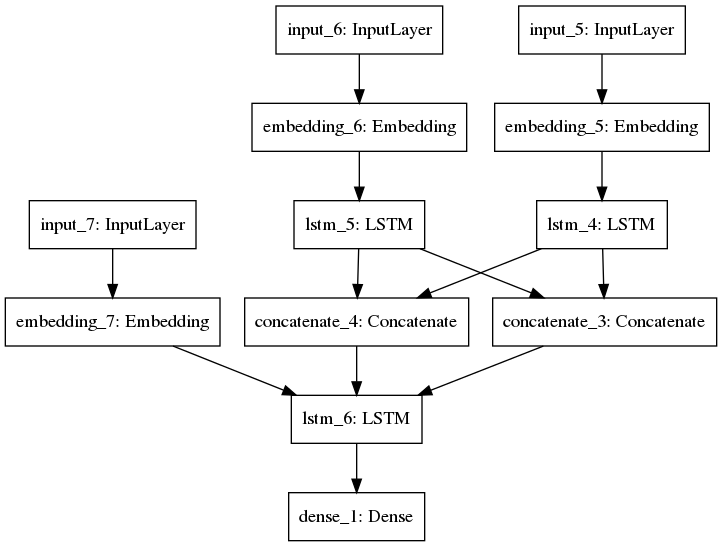 input_6: InputLayer
input_5: InputLayer
embedding_6: Embedding
embedding_5: Embedding
input_7: InputLayer
lstm_5: LSTM
lstm_4: LSTM
embedding_7: Embedding
concatenate_4: Concatenate
concatenate_3: Concatenate
lstm_6: LSTM
dense_1: Dense